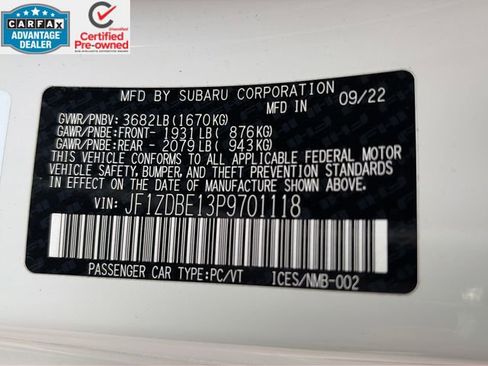 CARFAX
ADVANTAGE
DEALER
Certified
Pre-owned
MFD BY SUBARU CORPORATION
MFD IN
09/22
GVWR/PNBV: 3682LB(1670KG)
GAWR/PNBE:FRONT- 1931LB( 876KG)
GAWR/PNBE:REAR - 2079LB( 943KG)
THIS VEHICLE CONFORMS TO ALL APPLICABLE FEDERAL MOTOR
VEHICLE SAFETY, BUMPER, AND THEFT PREVENTION STANDARDS
IN EFFECT ON THE DATE OF MANUFACTURE SHOWN ABOVE.
VIN: JF1ZDBE13P9701118
PASSENGER CAR TYPE:PC/VT ICES/NMB-002